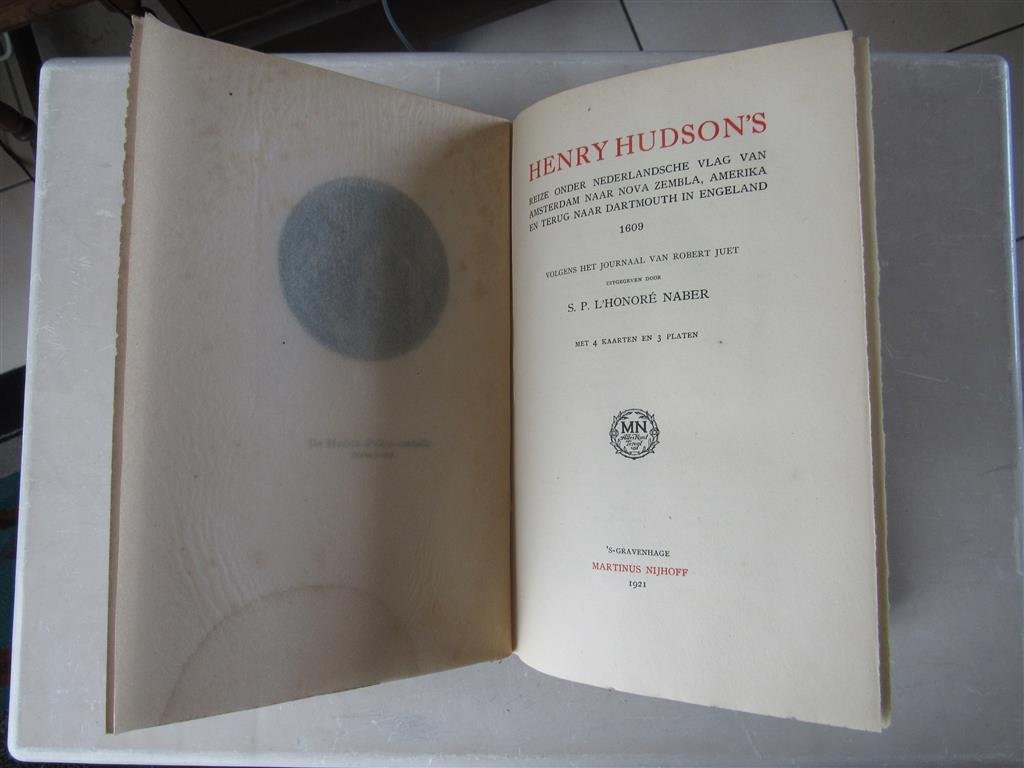 HENRY HUDSON'S
REIZE ONDER NEDERLANDSCHE VLAG VAN
AMSTERDAM NAAR NOVA ZEMBLA, AMERIKA
EN TERUG NAAR DARTMOUTH IN ENGELAND
1609
VOLGENS HET JOURNAAL VAN ROBERT JUET
UITGEGEVEN DOOR
S. P. L'HONORÉ NABER
MET 4 KAARTEN EN 3 PLATEN
MN
'S-GRAVENHAGE
MARTINUS NIJHOFF
1921